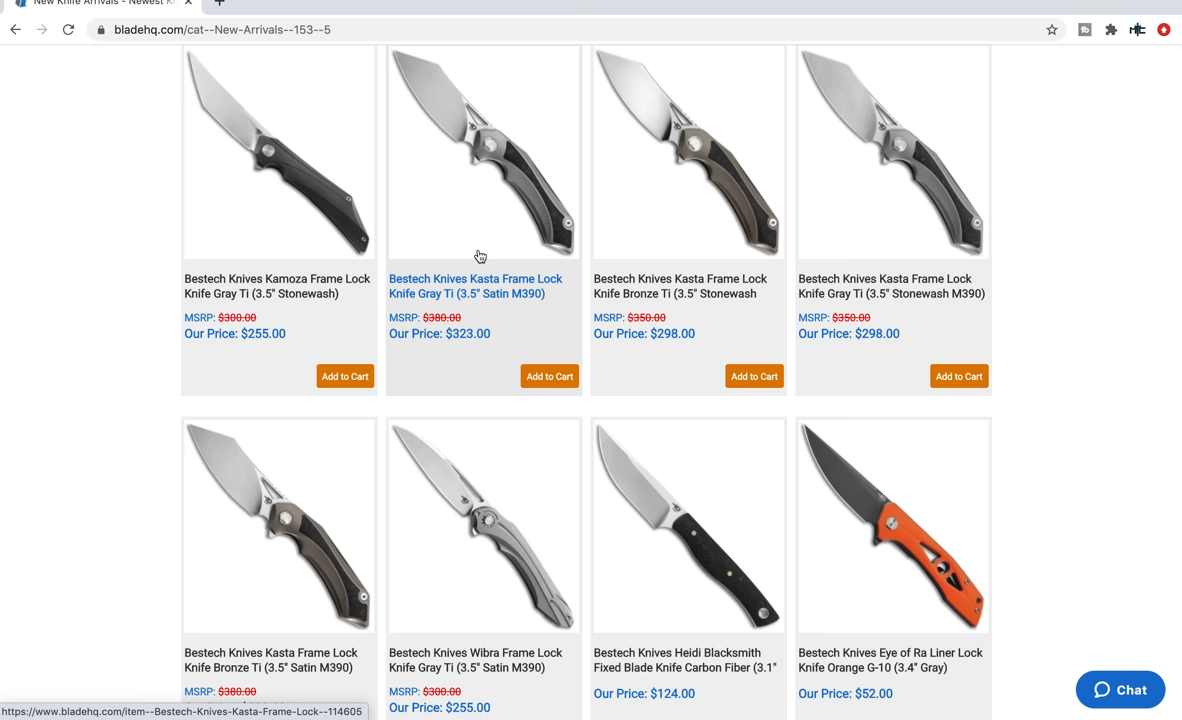 New Knife Arrivals - Newest K
bladehq.com/cat--New-Arrivals--153--5
Bestech Knives Kamoza Frame Lock
Knife Gray Ti (3.5" Stonewash)
MSRP: $300.00
Our Price: $255.00
Add to Cart
Bestech Knives Kasta Frame Lock
Knife Gray Ti (3.5" Satin M390)
MSRP: $380.00
Our Price: $323.00
Add to Cart
Bestech Knives Kasta Frame Lock
Knife Bronze Ti (3.5" Stonewash
MSRP: $350.00
Our Price: $298.00
Add to Cart
Bestech Knives Kasta Frame Lock
Knife Gray Ti (3.5" Stonewash M390)
MSRP: $350.00
Our Price: $298.00
Add to Cart
Bestech Knives Kasta Frame Lock
Knife Bronze Ti (3.5" Satin M390)
MSRP: $380.00
Bestech Knives Wibra Frame Lock
Knife Gray Ti (3.5" Satin M390)
MSRP: $300.00
Our Price: $255.00
Bestech Knives Heidi Blacksmith
Fixed Blade Knife Carbon Fiber (3.1"
Our Price: $124.00
Bestech Knives Eye of Ra Liner Lock
Knife Orange G-10 (3.4" Gray)
Our Price: $52.00
Chat
https://www.bladehq.com/item--Bestech-Knives-Kasta-Frame-Lock--114605